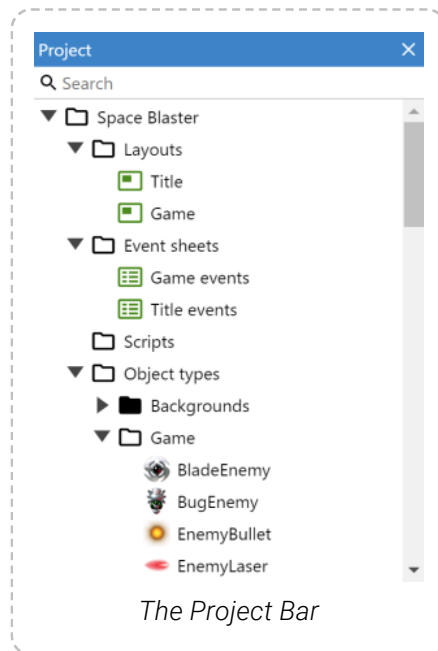 Project
Search
Space Blaster
Layouts
Title
Game
Event sheets
Game events
Title events
Scripts
Object types
Backgrounds
Game
BladeEnemy
BugEnemy
EnemyBullet
EnemyLaser
The Project Bar